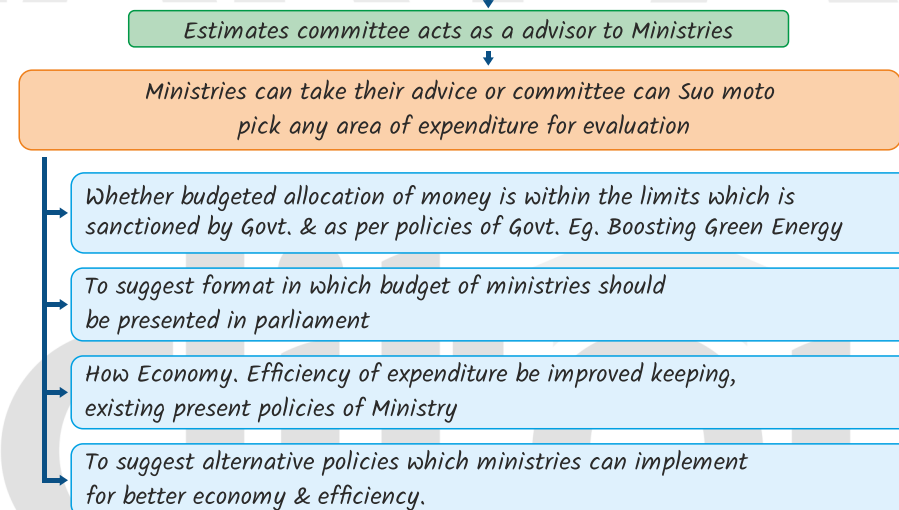 Estimates committee acts as a advisor to Ministries
Ministries can take their advice or committee can Suo moto
pick any area of expenditure for evaluation
Whether budgeted allocation of money is within the limits which is
sanctioned by Govt. & as per policies of Govt. Eg. Boosting Green Energy
To suggest format in which budget of ministries should
be presented in parliament
How Economy. Efficiency of expenditure be improved keeping,
existing present policies of Ministry
To suggest alternative policies which ministries can implement
for better economy & efficiency.